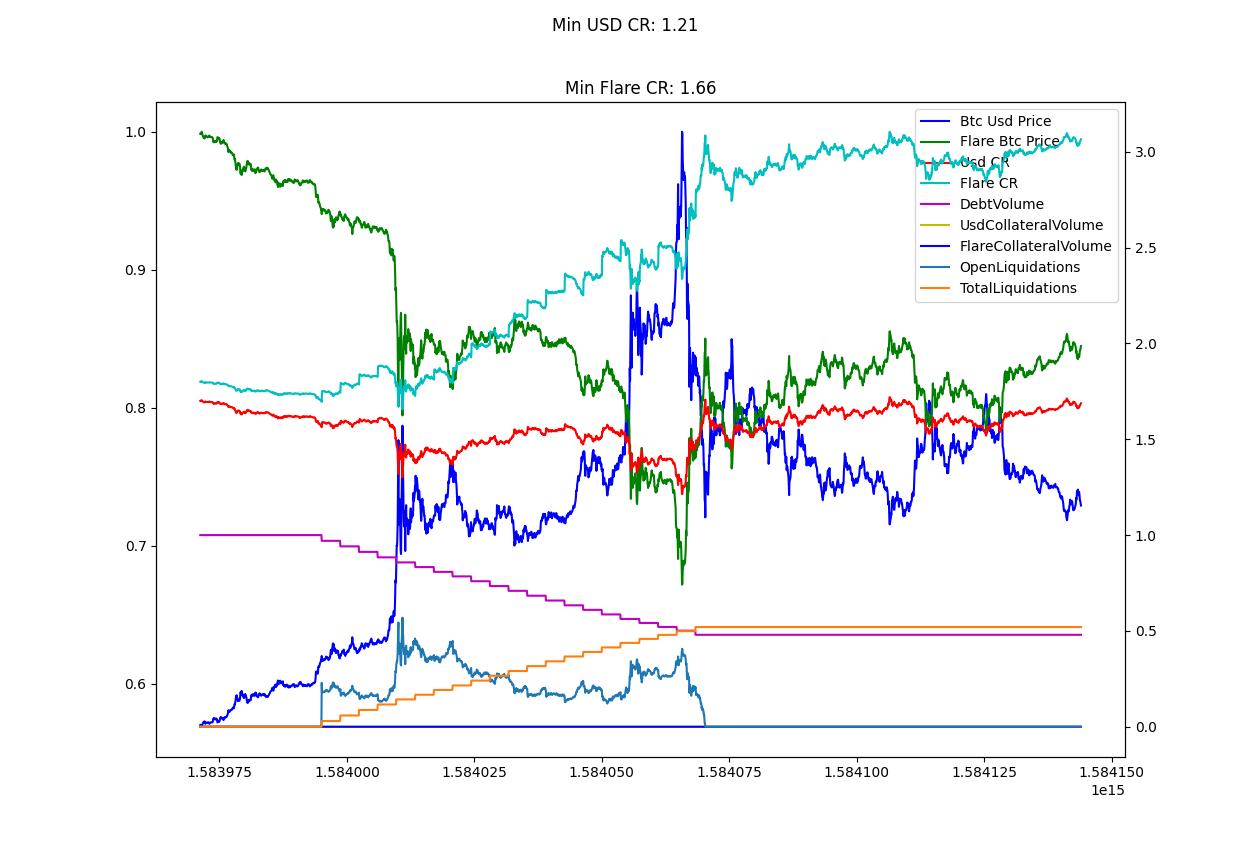 Min USD CR: 1.21
Min Flare CR: 1.66
Btc Usd Price
Flare Btc Price
Usd CR
Flare CR
DebtVolume
UsdCollateralVolume
FlareCollateralVolume
OpenLiquidations
TotalLiquidations
1.0
0.9
0.8
0.7
0.6
3.0
2.5
2.0
1.5
1.0
0.5
0.0
1.583975 1.584000 1.584025 1.584050 1.584075 1.584100 1.584125 1.584150
1e15